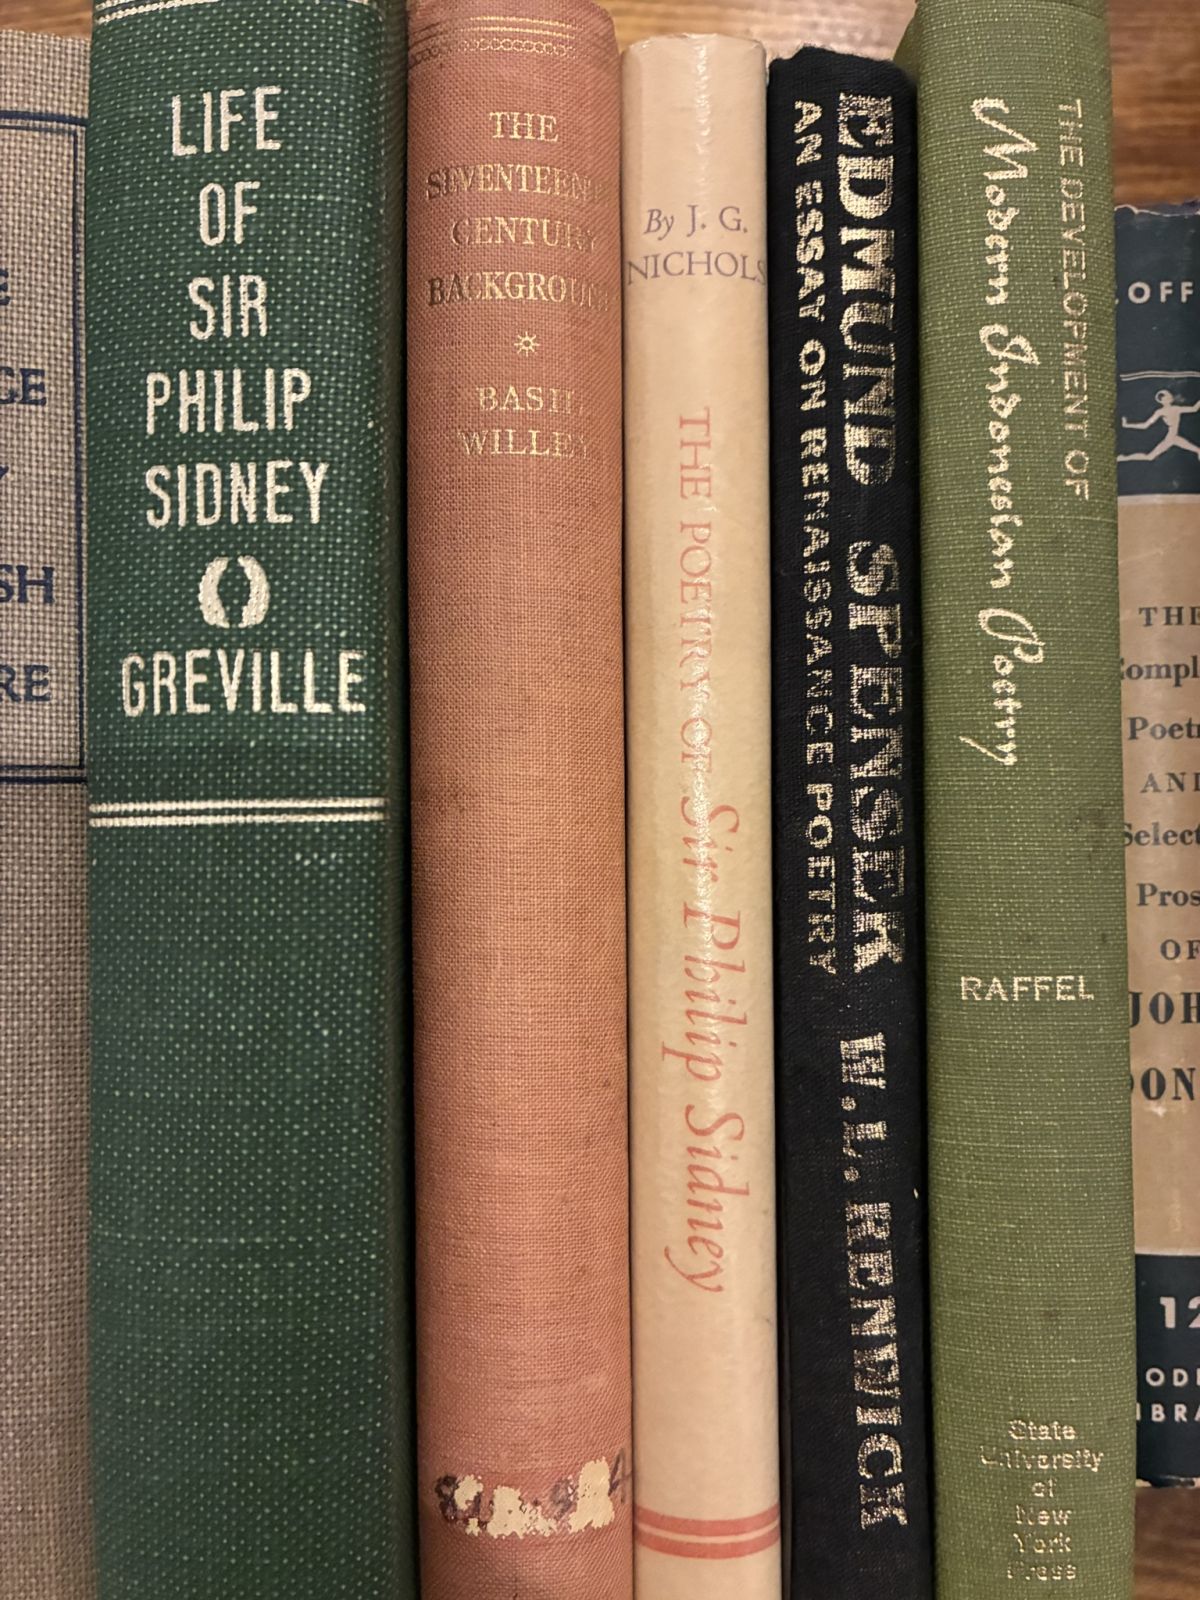 LIFE
OF
SIR
PHILIP
SIDNEY
GREVILLE
THE
SEVENTEENTH
CENTURY
BACKGROUND
BASIL
WILLEY
By J. G.
NICHOLS
THE POETRY OF Sir Philip Sidney
EDMUND SPENSER W.L. RENWICK
AN ESSAY ON RENAISSANCE POETRY
THE DEVELOPMENT OF
Modern Indonesian Poetry
RAFFEL
State
University
of
New
York
Press
THE
AND
OF